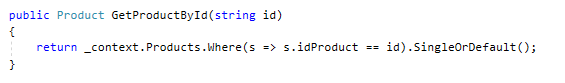 public Product GetProductById(string id)
{
return _context.Products.Where(s => s.idProduct == id).SingleOrDefault();
}